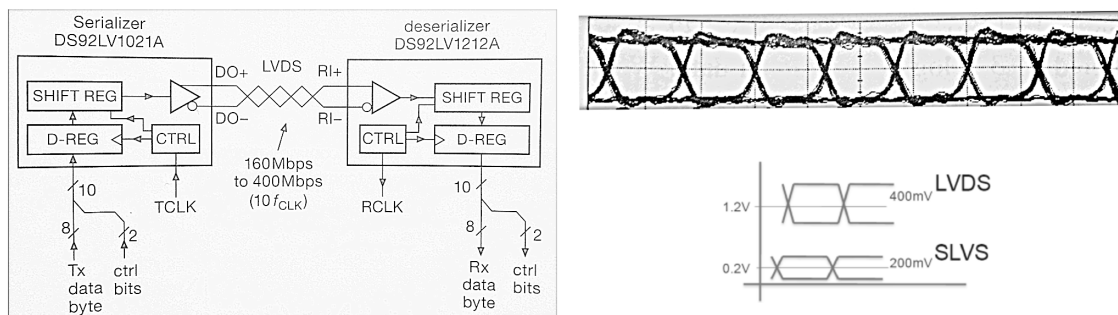 Serializer
DS92LV1021A
deserializer
DS92LV1212A
DO+
LVDS
RI+
SHIFT REG
SHIFT REG
DO−
RI−
D-REG
CTRL
CTRL
D-REG
160Mbps
to 400Mbps
(10 fCLK)
10
TCLK
RCLK
10
8
2
8
2
Tx
data
byte
ctrl
bits
Rx
data
byte
ctrl
bits
400mV LVDS
1.2V
200mV SLVS
0.2V